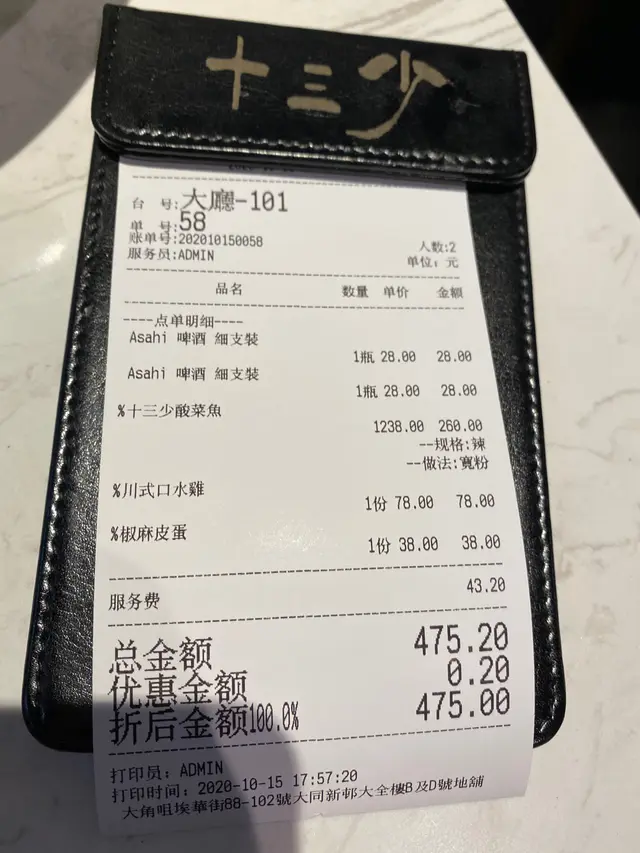 十三少
台 号:大廳-101
单 号:58
账单号:202010150058 人数:2
服务员:ADMIN 单位: 元
品名 数量 单价 金额
----点单明细----
Asahi 啤酒 細支裝
1瓶 28.00 28.00
Asahi 啤酒 細支裝
1瓶 28.00 28.00
%十三少酸菜魚
1238.00 260.00
--规格:辣
--做法:寬粉
%川式口水雞
1份 78.00 78.00
%椒麻皮蛋
1份 38.00 38.00
服务费 43.20
总金额 475.20
优惠金额 0.20
折后金额100.0% 475.00
打印员: ADMIN
打印时间: 2020-10-15 17:57:20
大角咀埃華街88-102號大同新邨大全樓B及D號地舖